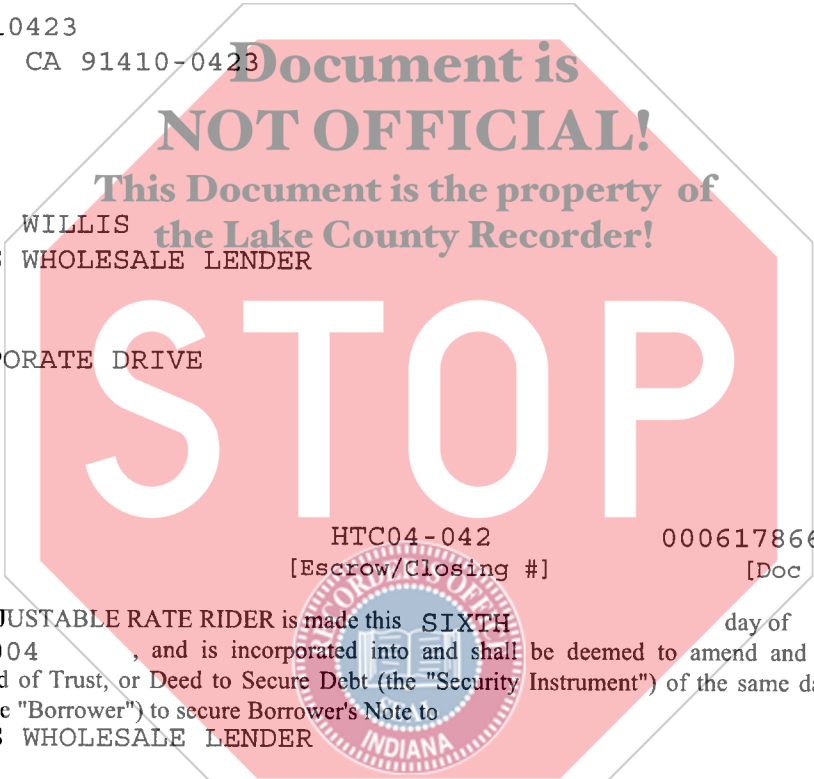 10423
CA 91410-0423
Document is
NOT OFFICIAL!
This Document is the property of
the Lake County Recorder!
WILLIS
WHOLESALE LENDER
PORATE DRIVE
STOP
HTC04-042 00061786
[Escrow/Closing #] [Doc
JUSTABLE RATE RIDER is made this SIXTH day of
004 , and is incorporated into and shall be deemed to amend and
d of Trust, or Deed to Secure Debt (the "Security Instrument") of the same da
e "Borrower") to secure Borrower's Note to
WHOLESALE LENDER
RECORDER'S OFFICE
INDIANA